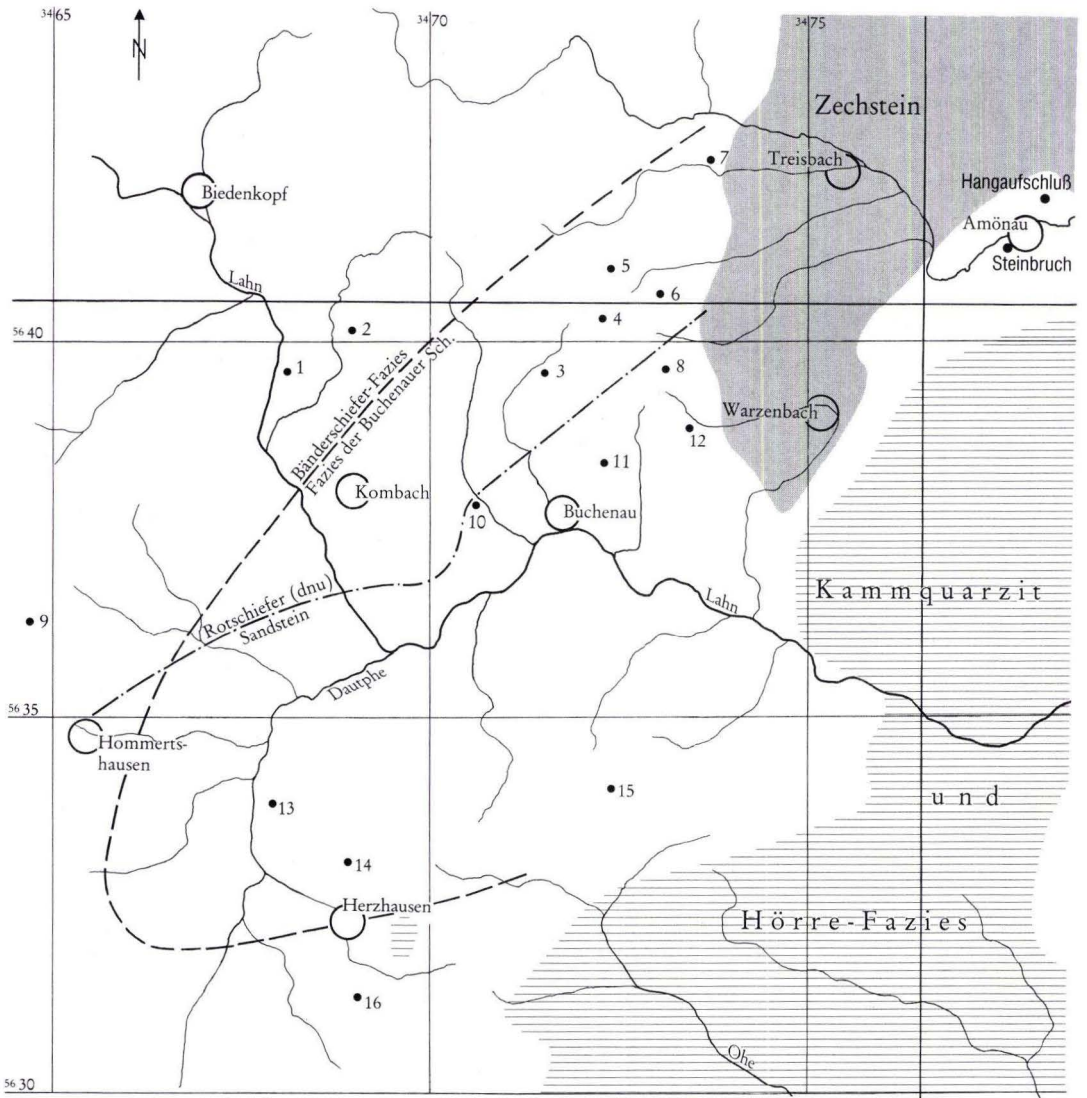 34 65
34 70
34 75
N
Zechstein
7
Treisbach
Biedenkopf
Hangaufschluß
Amönau
Steinbruch
5
Lahn
6
4
2
56 40
1
3
8
Bänderschiefer-Fazies
Fazies der Buchenauer Sch.
Warzenbach
12
11
Kombach
10
Buchenau
Kammquarzit
Lahn
9
Rotschiefer (dnu)
Sandstein
Dautphe
56 35
Hommerts-
hausen
15
und
13
14
Herzhausen
Hörre-Fazies
16
Ohe
56 30